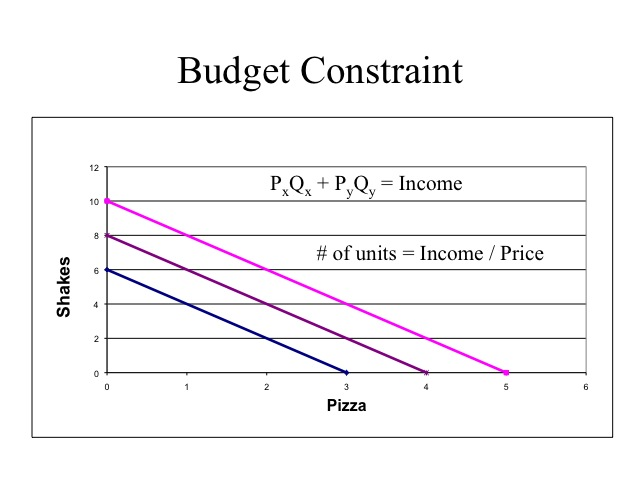 Budget Constraint
PxQx + PyQy = Income
# of units = Income / Price
12
10
8
6
4
2
0
Shakes
0 1 2 3 4 5 6
Pizza